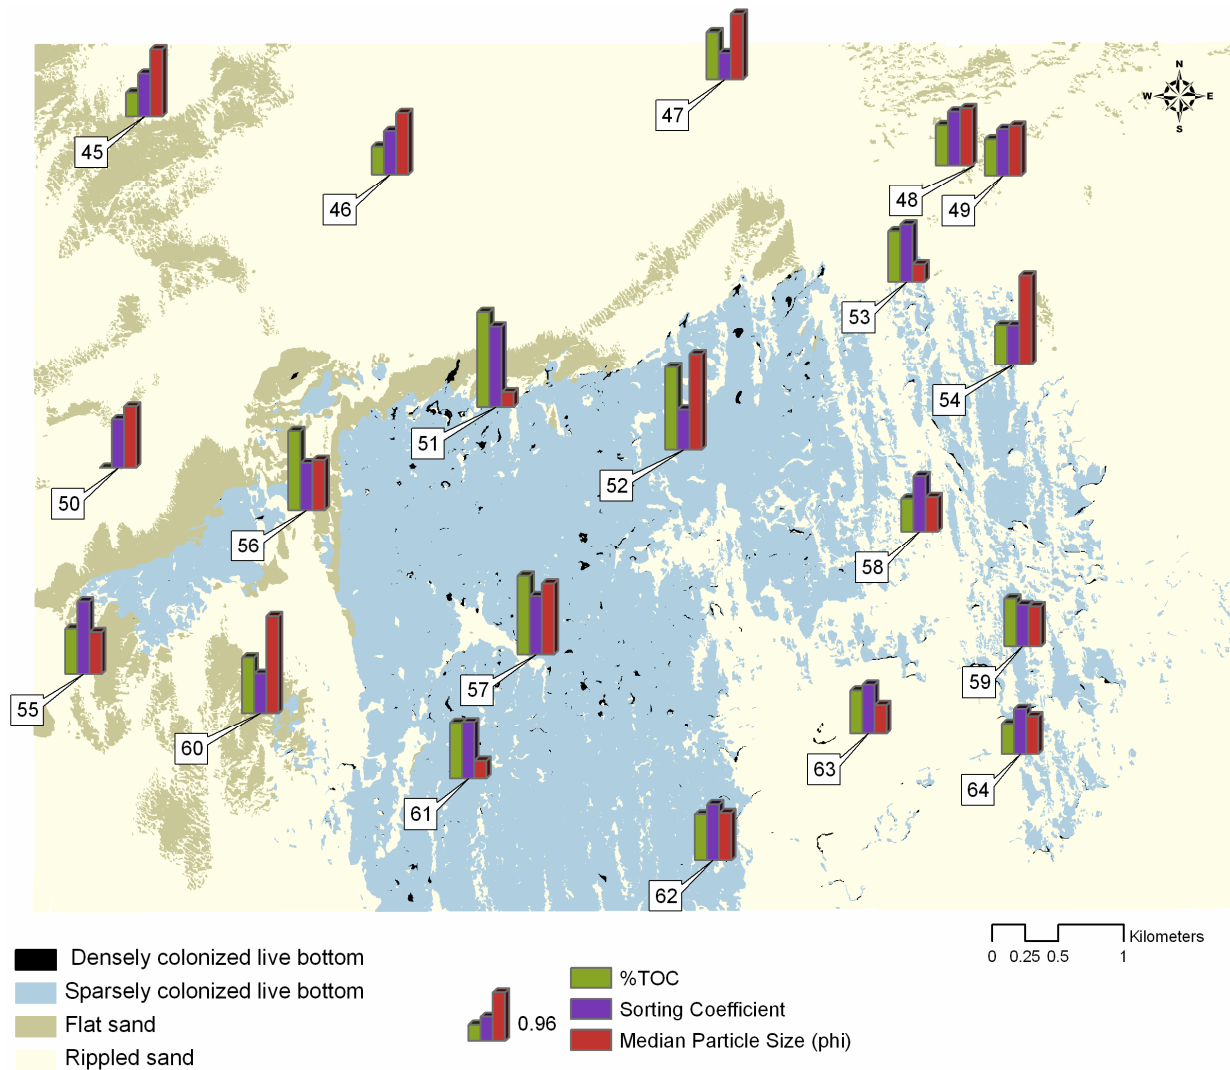 N
W E
S
47
45
48
49
46
53
54
51
52
50
56
58
59
57
55
60
63
64
61
62
Densely colonized live bottom
Sparsely colonized live bottom
Flat sand
Rippled sand
0.96
%TOC
Sorting Coefficient
Median Particle Size (phi)
Kilometers
0 0.25 0.5 1